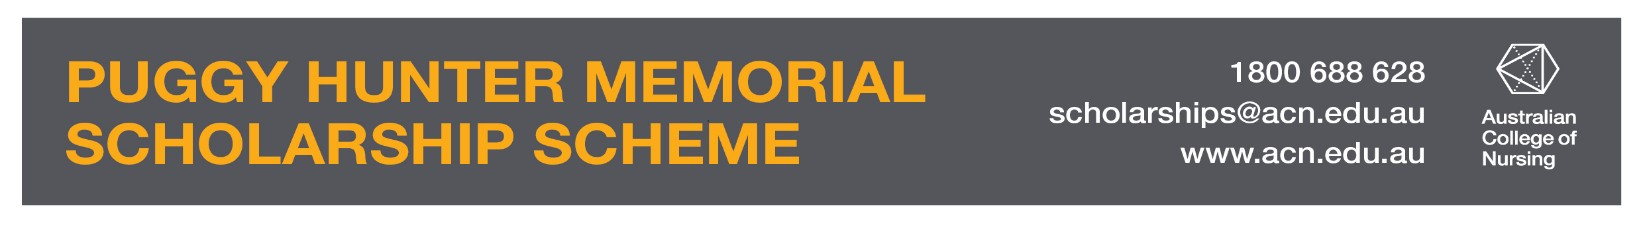 PUGGY HUNTER MEMORIAL
SCHOLARSHIP SCHEME
1800 688 628
scholarships@acn.edu.au
www.acn.edu.au
Australian
College of
Nursing